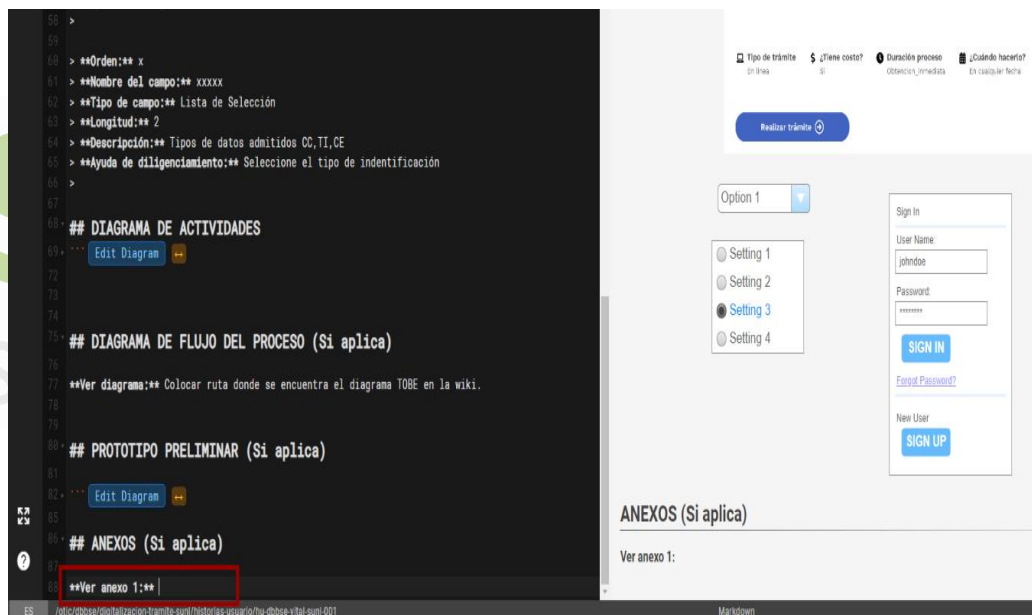 58 >
59
60 > **Orden:** x
61 > **Nombre del campo:** xxxxx
62 > **Tipo de campo:** Lista de Selección
63 > **Longitud:** 2
64 > **Descripción:** Tipos de datos admitidos CC,TI,CE
65 > **Ayuda de diligenciamiento:** Seleccione el tipo de indentificación
66 >
67
68 ## DIAGRAMA DE ACTIVIDADES
69 ``` Edit Diagram ↔
72
73
74
75 ## DIAGRAMA DE FLUJO DEL PROCESO (Si aplica)
76
77 **Ver diagrama:** Colocar ruta donde se encuentra el diagrama TOBE en la wiki.
78
79
80 ## PROTOTIPO PRELIMINAR (Si aplica)
81
82 ``` Edit Diagram ↔
85
86 ## ANEXOS (Si aplica)
87
88 **Ver anexo 1:**
ES /otic/dbbse/digitalizacion-tramite-sunl/historias-usuario/hu-dbbse-vital-sunl-001 Markdown
Tipo de trámite $ ¿Tiene costo? Duración proceso ¿Cuándo hacerlo?
En línea Si Obtencion_inmediata En cualquier fecha
Realizar trámite
Option 1
Setting 1
Setting 2
Setting 3
Setting 4
Sign In
User Name:
johndoe
Password:
********
SIGN IN
Forgot Password?
New User
SIGN UP
ANEXOS (Si aplica)
Ver anexo 1: